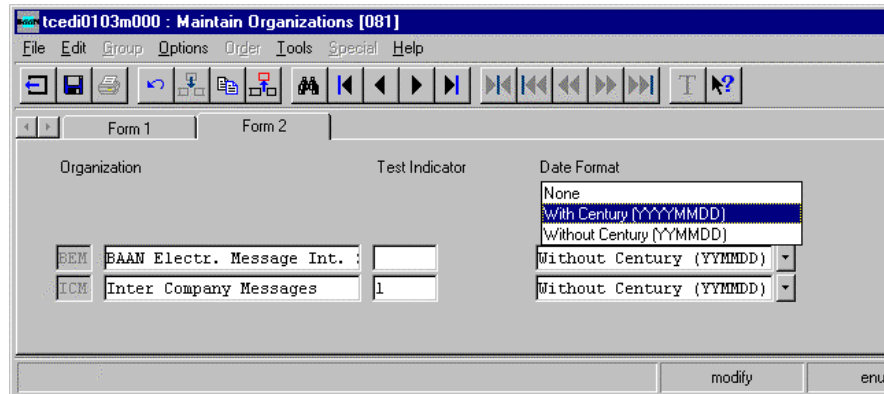 tcedi0103m000 : Maintain Organizations [081]
File Edit Group Options Order Tools Special Help
T ?
Form 1 Form 2
Organization Test Indicator Date Format
None
With Century (YYYYMMDD)
Without Century (YYMMDD)
BEM BAAN Electr. Message Int. Without Century (YYMMDD)
ICM Inter Company Messages 1 Without Century (YYMMDD)
modify enu